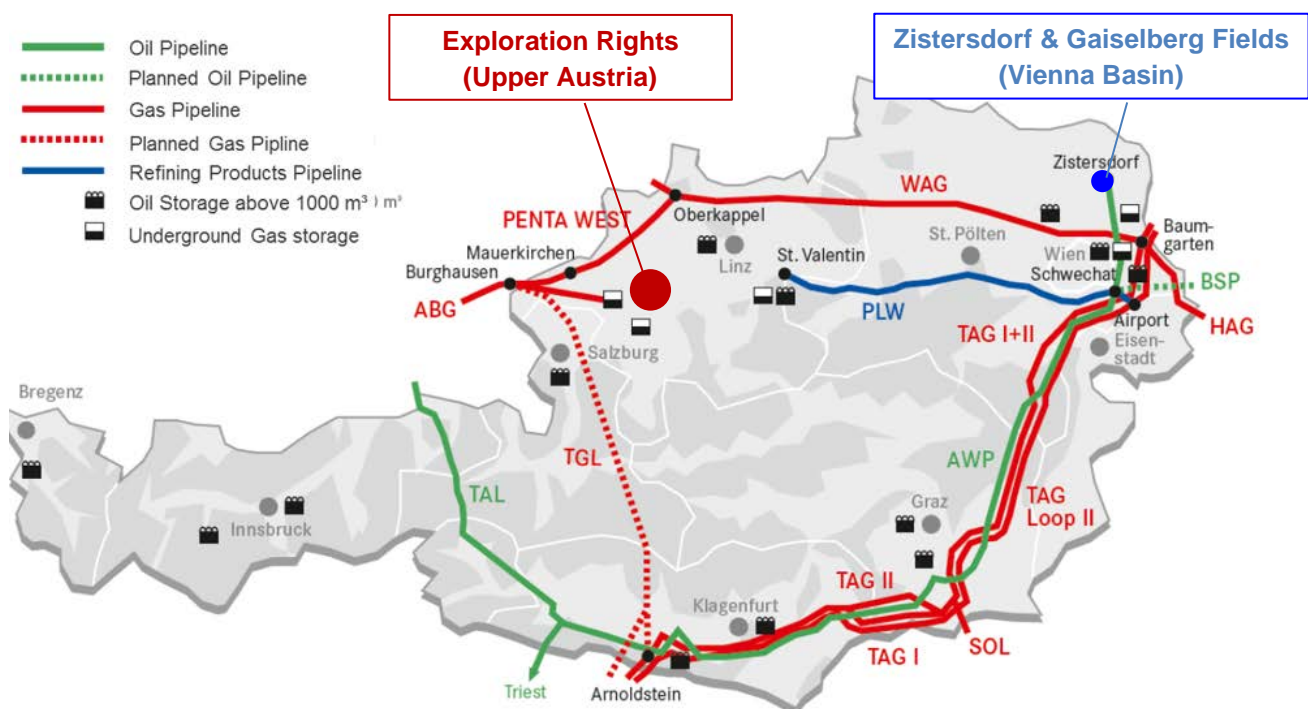 Oil Pipeline
Planned Oil Pipeline
Gas Pipeline
Planned Gas Pipline
Refining Products Pipeline
Oil Storage above 1000 m³ ) m³
Underground Gas storage
Exploration Rights
(Upper Austria)
Zistersdorf & Gaiselberg Fields
(Vienna Basin)
Zistersdorf
WAG
PENTA WEST
Oberkappel
Mauerkirchen
Burghausen
Linz
St. Valentin
St. Pölten
Wien
Baum-
garten
Schwechat
BSP
ABG
PLW
Airport
HAG
TAG I+II
Eisen-
stadt
Salzburg
Bregenz
TGL
TAL
AWP
TAG
Loop II
Graz
Innsbruck
TAG II
Klagenfurt
TAG I
SOL
Triest
Arnoldstein